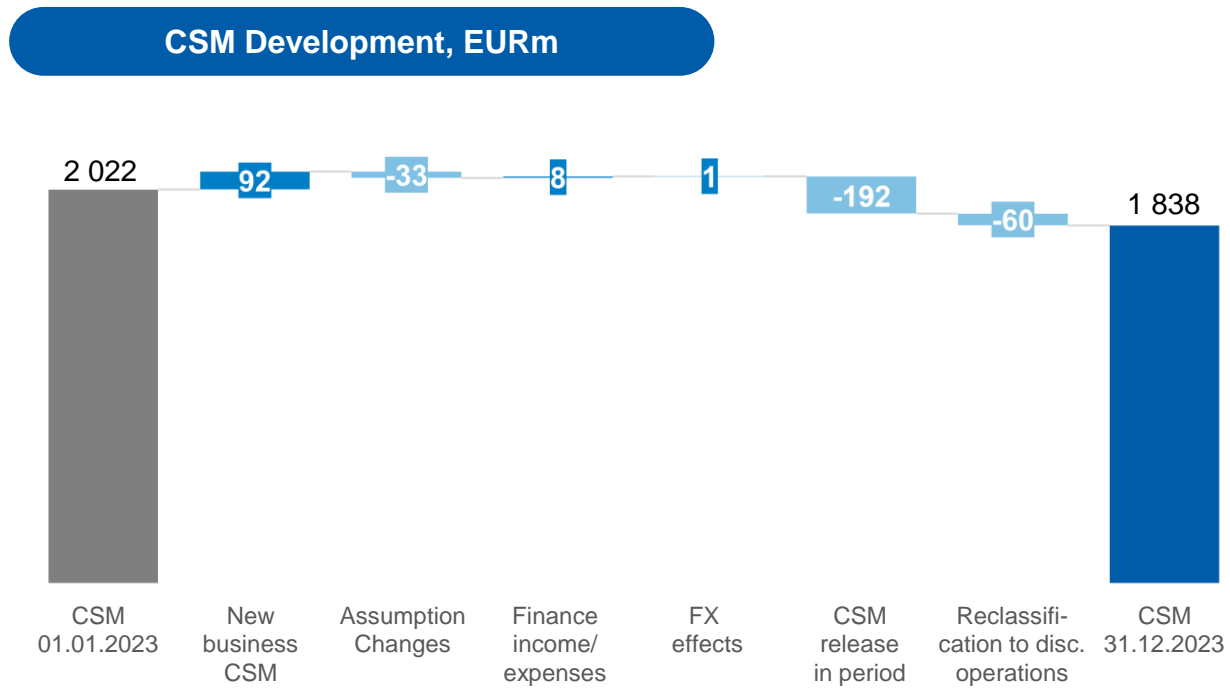 CSM Development, EURm
2 022
92
-33
8
1
-192
-60
1 838
CSM
01.01.2023
New
business
CSM
Assumption
Changes
Finance
income/
expenses
FX
effects
CSM
release
in period
Reclassifi-
cation to disc.
operations
CSM
31.12.2023